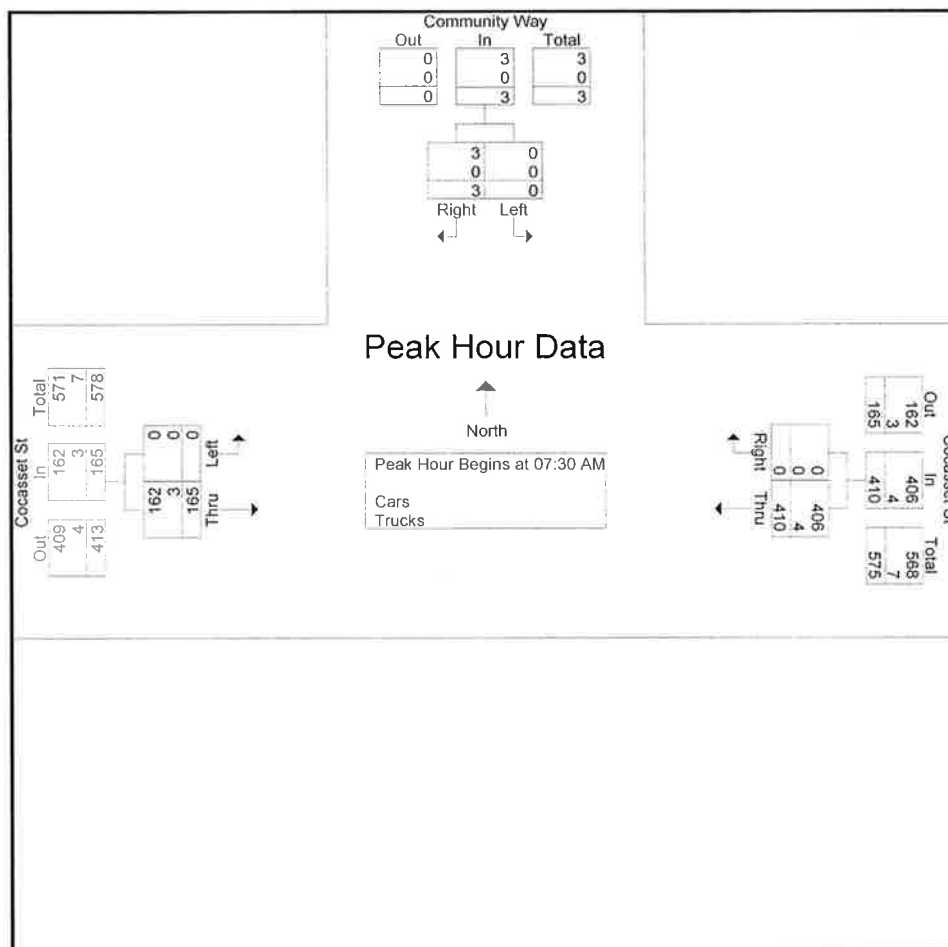 Community Way
Out In Total
0 3 3
0 0 0
0 3 3
3 0
0 0
3 0
Right Left
Peak Hour Data
North
Peak Hour Begins at 07:30 AM
Cars
Trucks
Cocasset St
Total
571
7
578
In
162
3
165
Out
409
4
413
Left
0
0
0
Thru
162
3
165
Right
0
0
0
Thru
406
4
410
Out
162
3
165
In
406
4
410
Total
568
7
575